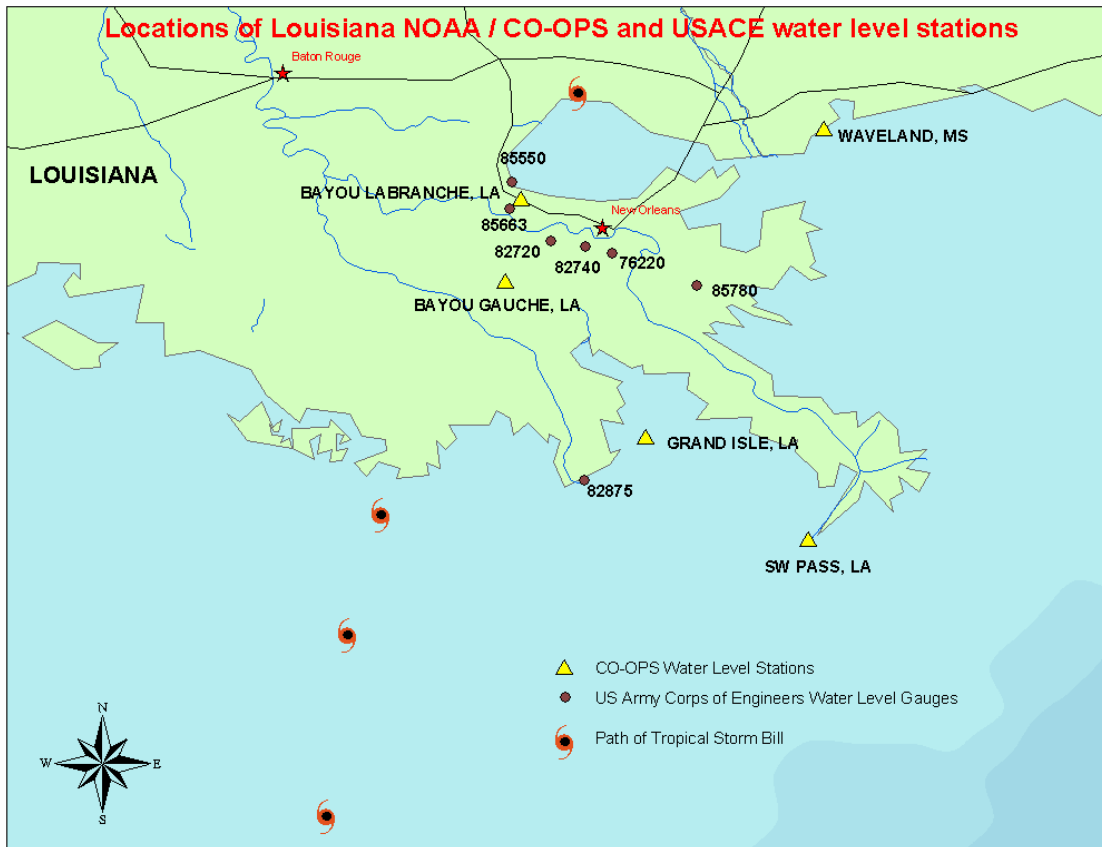 Locations of Louisiana NOAA / CO-OPS and USACE water level stations
Baton Rouge
WAVELAND, MS
85550
LOUISIANA
BAYOU LABRANCHE, LA
New Orleans
85663
82720
82740
76220
85780
BAYOU GAUCHE, LA
GRAND ISLE, LA
82875
SW PASS, LA
CO-OPS Water Level Stations
US Army Corps of Engineers Water Level Gauges
Path of Tropical Storm Bill
N
W
E
S